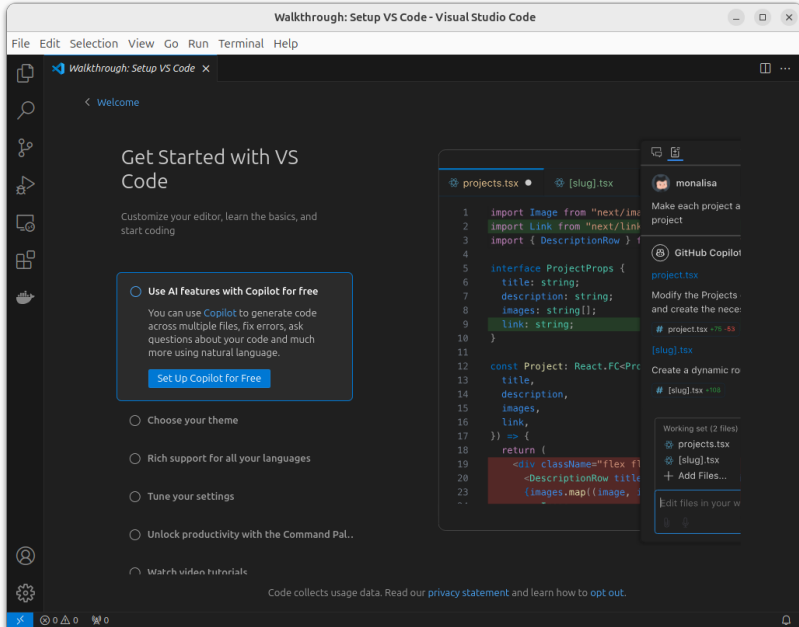 Walkthrough: Setup VS Code - Visual Studio Code
File Edit Selection View Go Run Terminal Help
Walkthrough: Setup VS Code
Welcome
Get Started with VS
Code
Customize your editor, learn the basics, and
start coding
Use AI features with Copilot for free
You can use Copilot to generate code
across multiple files, fix errors, ask
questions about your code and much
more using natural language.
Set Up Copilot for Free
Choose your theme
Rich support for all your languages
Tune your settings
Unlock productivity with the Command Pal..
Watch video tutorials
projects.tsx [slug].tsx
1 import Image from "next/ima
2 import Link from "next/link
3 import { DescriptionRow } f
4
5 interface ProjectProps {
6 title: string;
7 description: string;
8 images: string[];
9 link: string;
10 }
11
12 const Project: React.FC<Pro
13 title,
14 description,
15 images,
16 link,
17 }) => {
18 return (
19 <div className="flex fl
20 <DescriptionRow title
23 {images.map((image, i
monalisa
Make each project a
project
GitHub Copilot
project.tsx
Modify the Projects
and create the neces
# project.tsx +75 -63
[slug].tsx
Create a dynamic ro
# [slug].tsx +106
Working set (2 files)
projects.tsx
[slug].tsx
Add Files...
Edit files in your w
Code collects usage data. Read our privacy statement and learn how to opt out.
0 0 0